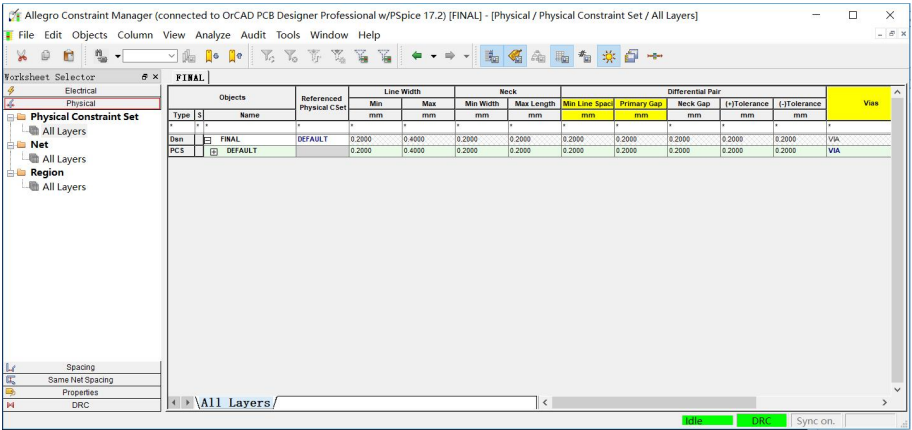 Allegro Constraint Manager (connected to OrCAD PCB Designer Professional w/PSpice 17.2) [FINAL] - [Physical / Physical Constraint Set / All Layers]
File Edit Objects Column View Analyze Audit Tools Window Help
Worksheet Selector
FINAL
Electrical
Physical
Physical Constraint Set
All Layers
Net
All Layers
Region
All Layers
Objects Referenced Physical CSet Line Width Neck Differential Pair Vias
Min Max Min Width Max Length Min Line Spaci Primary Gap Neck Gap (+)Tolerance (-)Tolerance
Type S Name mm mm mm mm mm mm mm mm mm
* * * * * * * * * * * * * *
Dsn FINAL DEFAULT 0.2000 0.4000 0.2000 0.2000 0.2000 0.2000 0.2000 0.2000 0.2000 VIA
PCS DEFAULT 0.2000 0.4000 0.2000 0.2000 0.2000 0.2000 0.2000 0.2000 0.2000 VIA
Spacing
Same Net Spacing
Properties
DRC
All Layers
Idle DRC Sync on.